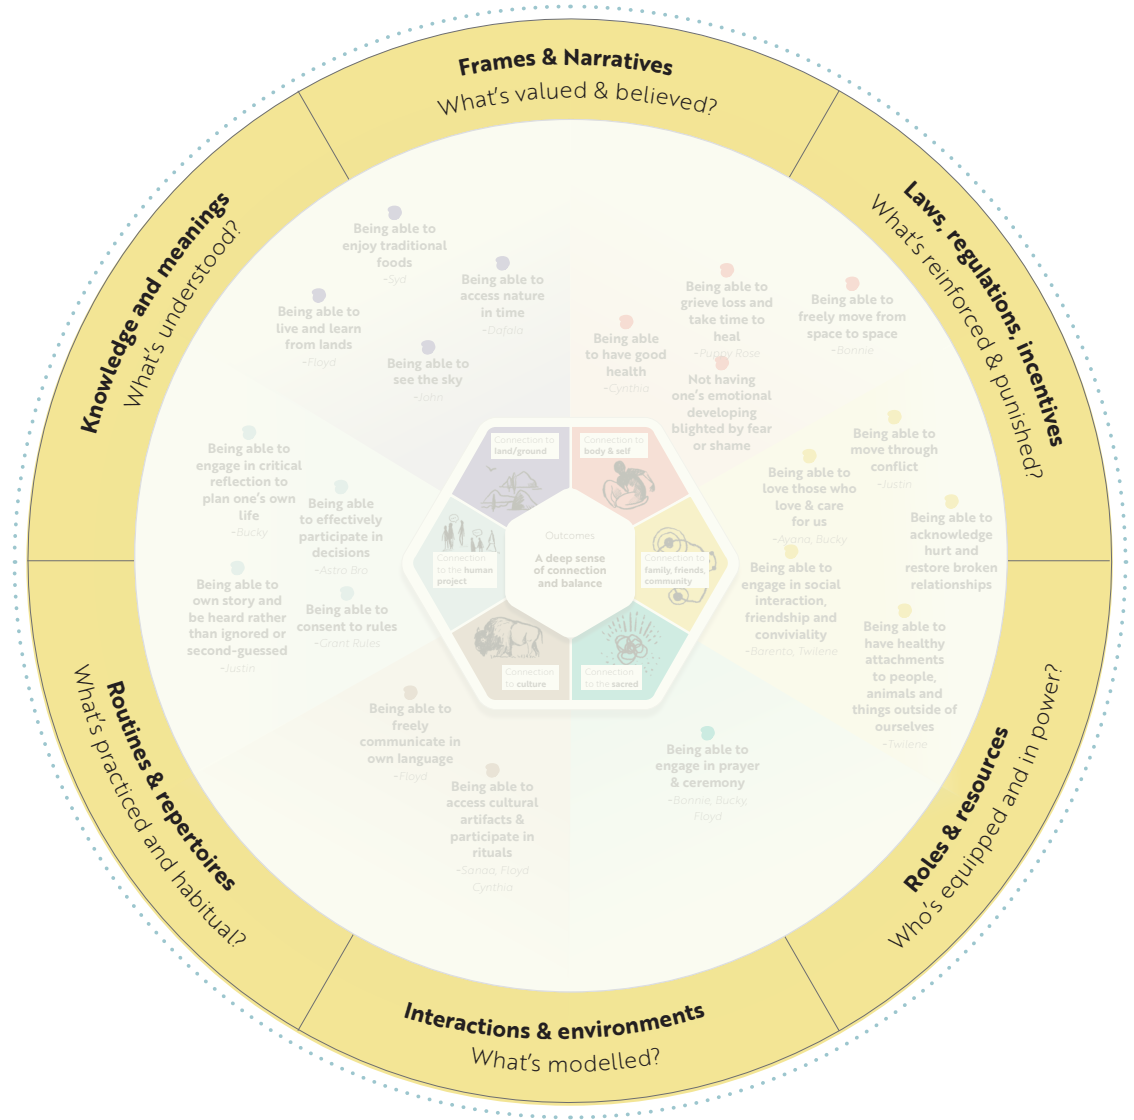 Frames & Narratives
What's valued & believed?
Laws, regulations, incentives
What's reinforced & punished?
Roles & resources
Who's equipped and in power?
Interactions & environments
What's modelled?
Routines & repertoires
What's practiced and habitual?
Knowledge and meanings
What's understood?
Being able to
enjoy traditional
foods
~Syd
Being able to
access nature
in time
~Dafala
Being able to
live and learn
from lands
~Floyd
Being able to
see the sky
~John
Being able to
grieve loss and
take time to
heal
~Puppy Rose
Being able to
freely move from
space to space
~Bonnie
Being able
to have good
health
~Cynthia
Not having
one's emotional
developing
blighted by fear
or shame
Being able to
move through
conflict
~Justin
Being able to
love those who
love & care
for us
~Ayana, Bucky
Being able to
acknowledge
hurt and
restore broken
relationships
Being able to
engage in social
interaction,
friendship and
conviviality
~Barento, Twilene
Being able to
have healthy
attachments
to people,
animals and
things outside of
ourselves
~Twilene
Being able to
engage in prayer
& ceremony
~Bonnie, Bucky,
Floyd
Being able to
freely
communicate in
own language
~Floyd
Being able to
access cultural
artifacts &
participate in
rituals
~Sanaa, Floyd
Cynthia
Being able to
engage in critical
reflection to
plan one's own
life
~Bucky
Being able
to effectively
participate in
decisions
~Astro Bro
Being able to
own story and
be heard rather
than ignored or
second-guessed
~Justin
Being able to
consent to rules
~Grant Rules
Connection to
land/ground
Connection to
body & self
Connection
to the human
project
Connection to
family, friends,
community
Connection
to culture
Connection
to the sacred
Outcomes
A deep sense
of connection
and balance